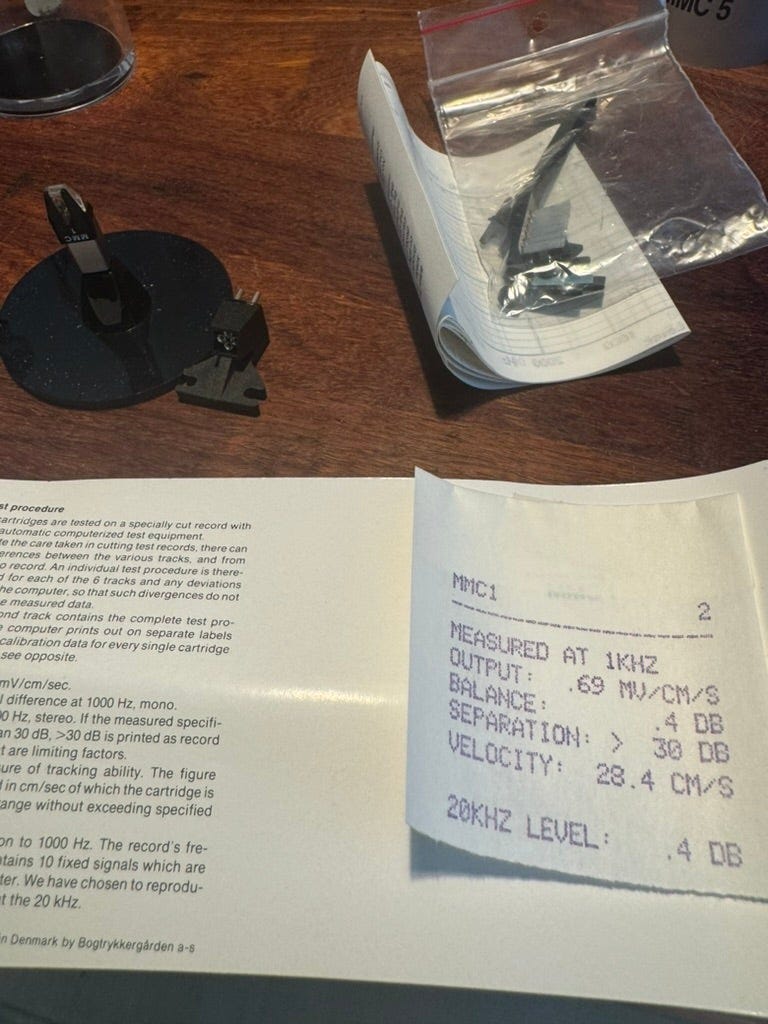 MMC 5
MMC
1
st procedure
cartridges are tested on a specially cut record with
automatic computerized test equipment.
te the care taken in cutting test records, there can
erences between the various tracks, and from
o record. An individual test procedure is there-
d for each of the 6 tracks and any deviations
he computer, so that such divergences do not
e measured data.
ond track contains the complete test pro-
e computer prints out on separate labels
calibration data for every single cartridge
see opposite.
mV/cm/sec.
l difference at 1000 Hz, mono.
00 Hz, stereo. If the measured specifi-
an 30 dB, >30 dB is printed as record
t are limiting factors.
ure of tracking ability. The figure
d in cm/sec of which the cartridge is
ange without exceeding specified
on to 1000 Hz. The record's fre-
ntains 10 fixed signals which are
ter. We have chosen to reprodu-
t the 20 kHz.
in Denmark by Bogtrykkergården a-s
MMC1 2
MEASURED AT 1KHZ
OUTPUT: .69 MV/CM/S
BALANCE: .4 DB
SEPARATION: > 30 DB
VELOCITY: 28.4 CM/S
20KHZ LEVEL: .4 DB